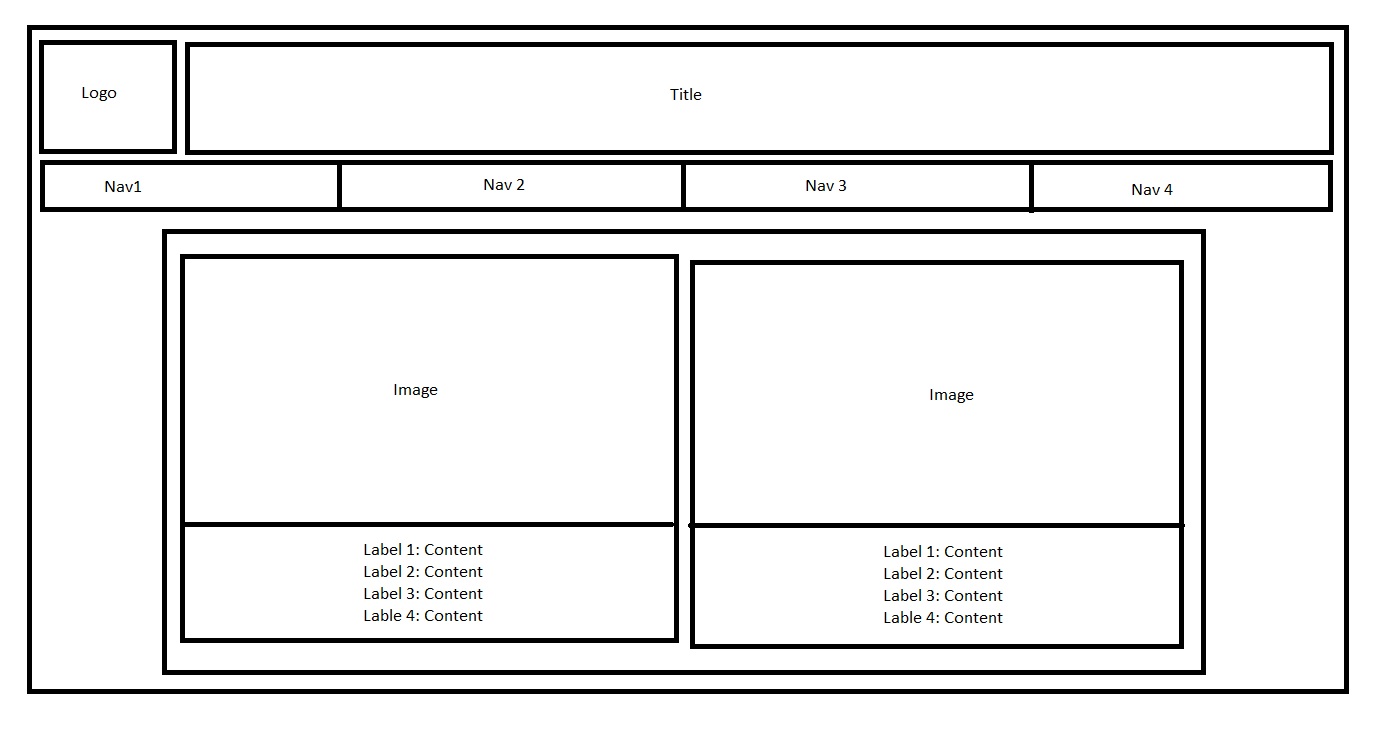 Logo
Title
Nav1
Nav 2
Nav 3
Nav 4
Image
Label 1: Content
Label 2: Content
Label 3: Content
Lable 4: Content
Image
Label 1: Content
Label 2: Content
Label 3: Content
Lable 4: Content